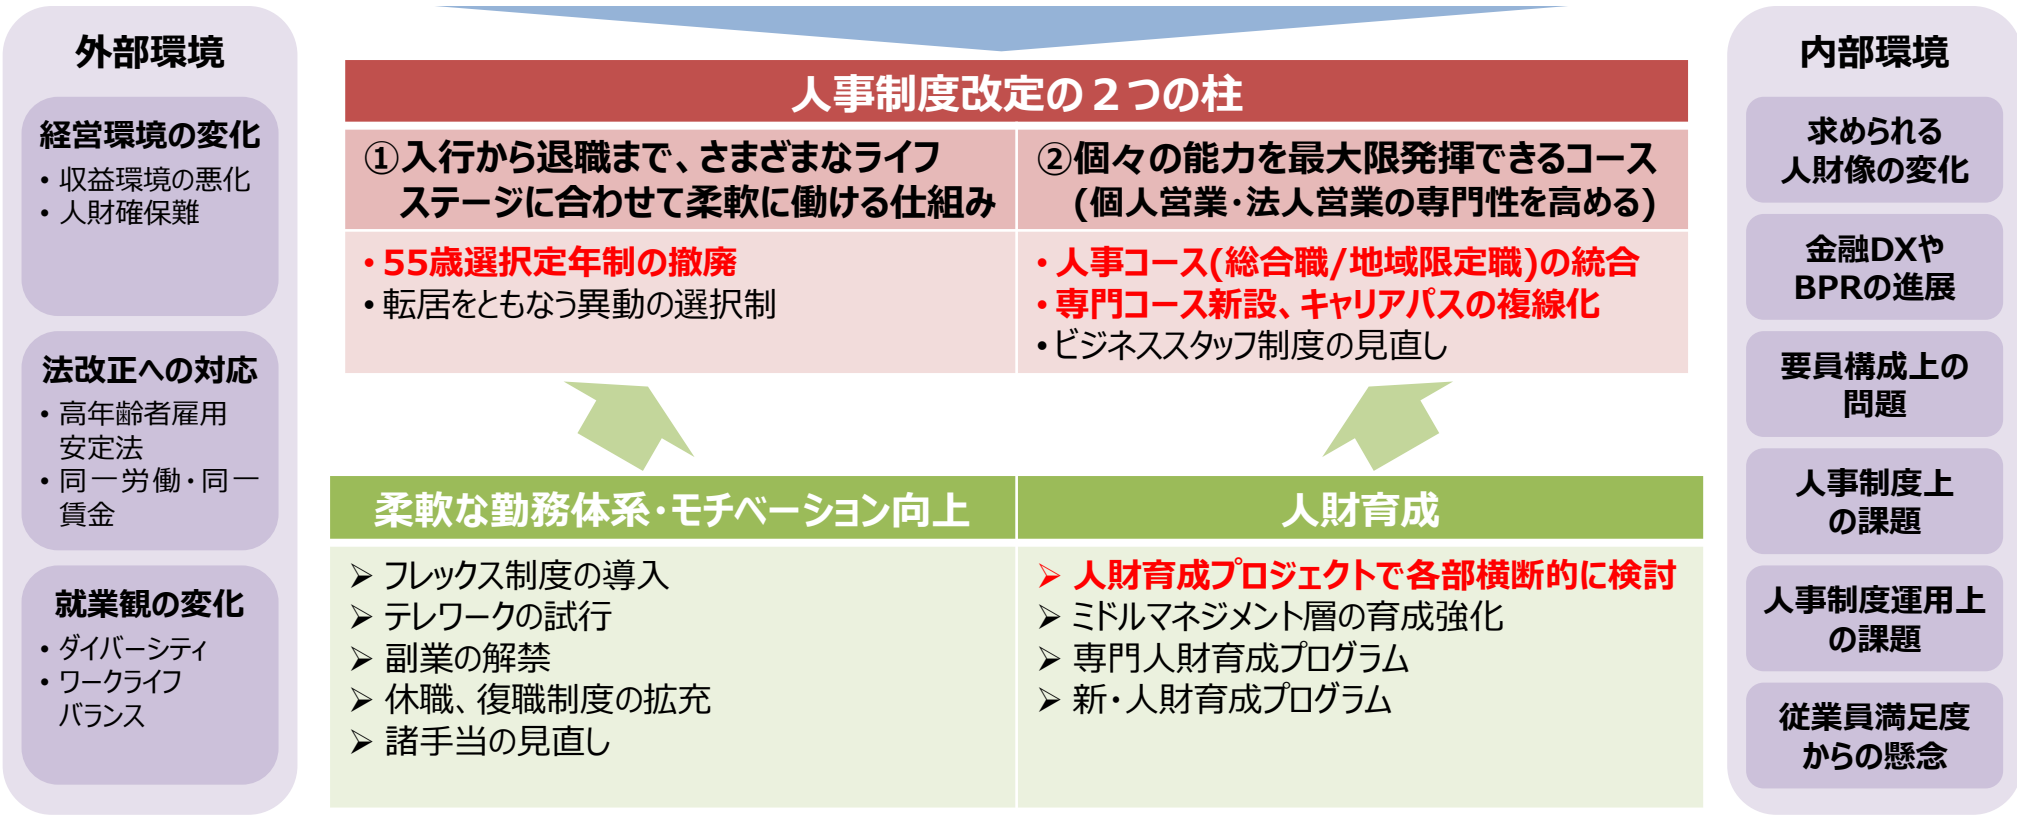 外部環境
経営環境の変化
• 収益環境の悪化
• 人財確保難
法改正への対応
• 高年齢者雇用
安定法
• 同一労働・同一
賃金
就業観の変化
• ダイバーシティ
• ワークライフ
バランス
人事制度改定の２つの柱
①入行から退職まで、さまざまなライフ
ステージに合わせて柔軟に働ける仕組み
②個々の能力を最大限発揮できるコース
(個人営業・法人営業の専門性を高める)
• 55歳選択定年制の撤廃
• 転居をともなう異動の選択制
• 人事コース(総合職/地域限定職)の統合
• 専門コース新設、キャリアパスの複線化
• ビジネススタッフ制度の見直し
柔軟な勤務体系・モチベーション向上
➢ フレックス制度の導入
➢ テレワークの試行
➢ 副業の解禁
➢ 休職、復職制度の拡充
➢ 諸手当の見直し
人財育成
➢ 人財育成プロジェクトで各部横断的に検討
➢ ミドルマネジメント層の育成強化
➢ 専門人財育成プログラム
➢ 新・人財育成プログラム
内部環境
求められる
人財像の変化
金融DXや
BPRの進展
要員構成上の
問題
人事制度上
の課題
人事制度運用上
の課題
従業員満足度
からの懸念